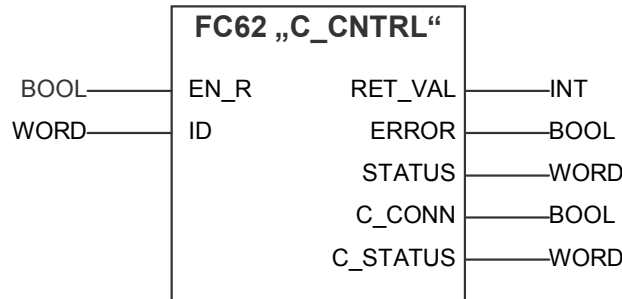 FC62 „C_CNTRL“
BOOL EN_R RET_VAL INT
WORD ID ERROR BOOL
STATUS WORD
C_CONN BOOL
C_STATUS WORD